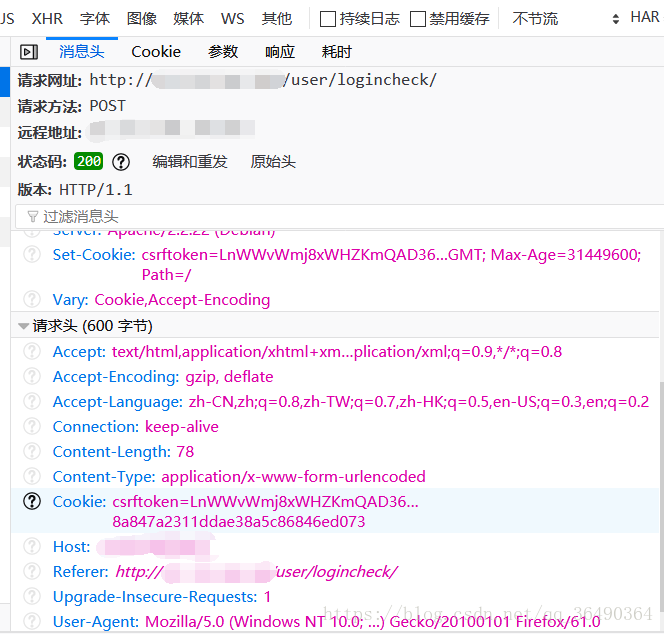 JS XHR 字体 图像 媒体 WS 其他 持续日志 禁用缓存 不节流 HAR
消息头 Cookie 参数 响应 耗时
请求网址: http:// /user/logincheck/
请求方法: POST
远程地址:
状态码: 200 ? 编辑和重发 原始头
版本: HTTP/1.1
过滤消息头
? Server: Apache/2.2.22 (Debian)
? Set-Cookie: csrftoken=LnWWvWmj8xWHZKmQAD36...GMT; Max-Age=31449600;
Path=/
? Vary: Cookie,Accept-Encoding
请求头 (600 字节)
? Accept: text/html,application/xhtml+xm...plication/xml;q=0.9,*/*;q=0.8
? Accept-Encoding: gzip, deflate
? Accept-Language: zh-CN,zh;q=0.8,zh-TW;q=0.7,zh-HK;q=0.5,en-US;q=0.3,en;q=0.2
? Connection: keep-alive
? Content-Length: 78
? Content-Type: application/x-www-form-urlencoded
? Cookie: csrftoken=LnWWvWmj8xWHZKmQAD36...
8a847a2311ddae38a5c86846ed073
? Host:
? Referer: http:// /user/logincheck/
? Upgrade-Insecure-Requests: 1
https://blog.csdn.net/qq_36490364
? User-Agent: Mozilla/5.0 (Windows NT 10.0; ...) Gecko/20100101 Firefox/61.0